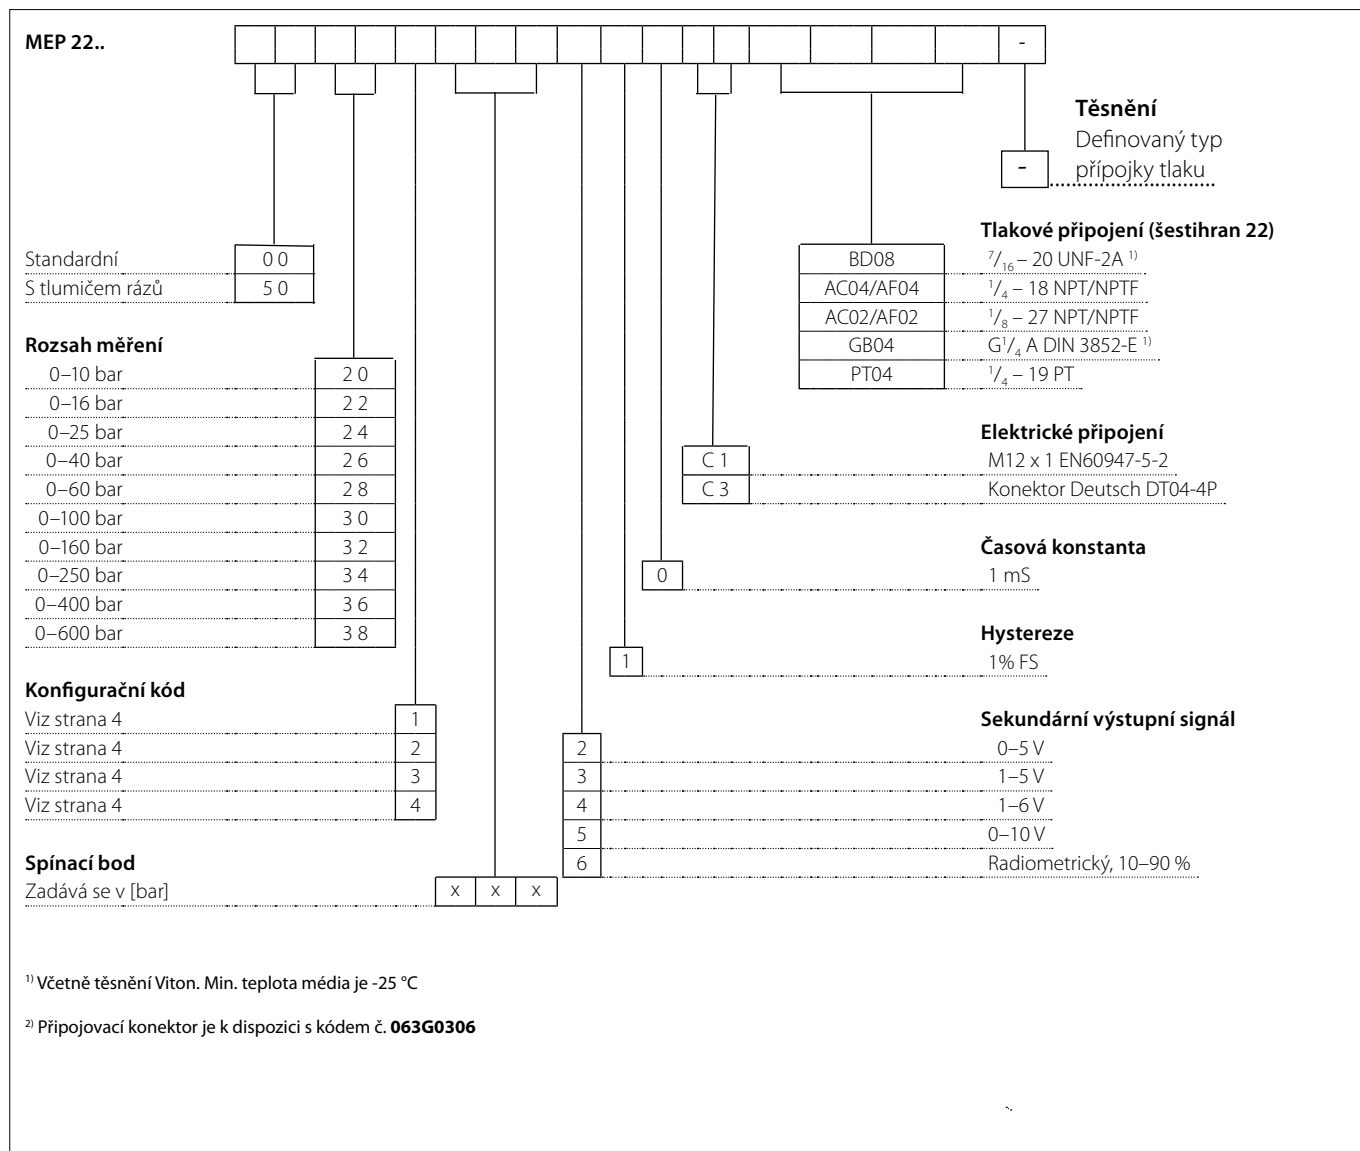 MEP 22..
-
Těsnění
Definovaný typ
přípojky tlaku
-
Standardní 0 0
S tlumičem rázů 5 0
Rozsah měření
0–10 bar 2 0
0–16 bar 2 2
0–25 bar 2 4
0–40 bar 2 6
0–60 bar 2 8
0–100 bar 3 0
0–160 bar 3 2
0–250 bar 3 4
0–400 bar 3 6
0–600 bar 3 8
Konfigurační kód
Viz strana 4 1
Viz strana 4 2
Viz strana 4 3
Viz strana 4 4
Spínací bod
Zadává se v [bar] x x x
Tlakové připojení (šestihran 22)
BD08 7/16 – 20 UNF-2A 1)
AC04/AF04 1/4 – 18 NPT/NPTF
AC02/AF02 1/8 – 27 NPT/NPTF
GB04 G1/4 A DIN 3852-E 1)
PT04 1/4 – 19 PT
Elektrické připojení
C 1 M12 x 1 EN60947-5-2
C 3 Konektor Deutsch DT04-4P
Časová konstanta
0 1 mS
Hystereze
1 1% FS
Sekundární výstupní signál
2 0–5 V
3 1–5 V
4 1–6 V
5 0–10 V
6 Radiometrický, 10–90 %
1) Včetně těsnění Viton. Min. teplota média je -25 °C
2) Připojovací konektor je k dispozici s kódem č. 063G0306